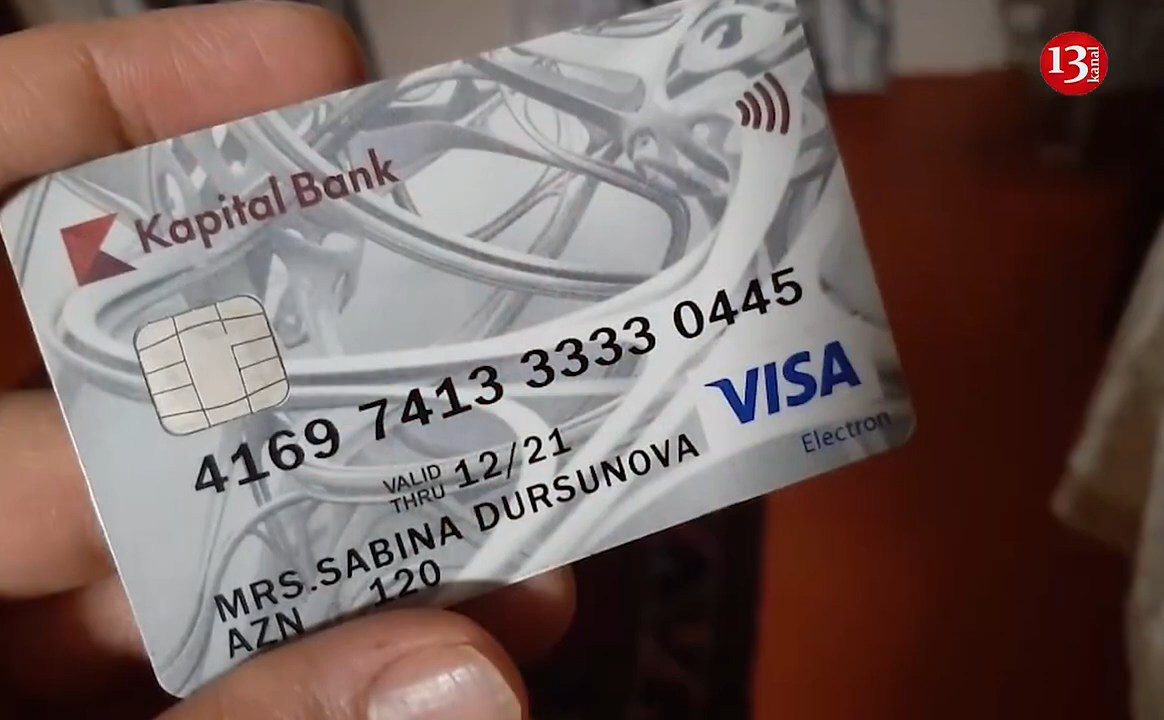 13 kanal
Kapital Bank
4169 7413 3333 0445
VALID THRU 12/21
VISA
Electron
MRS.SABINA DURSUNOVA
AZN 120